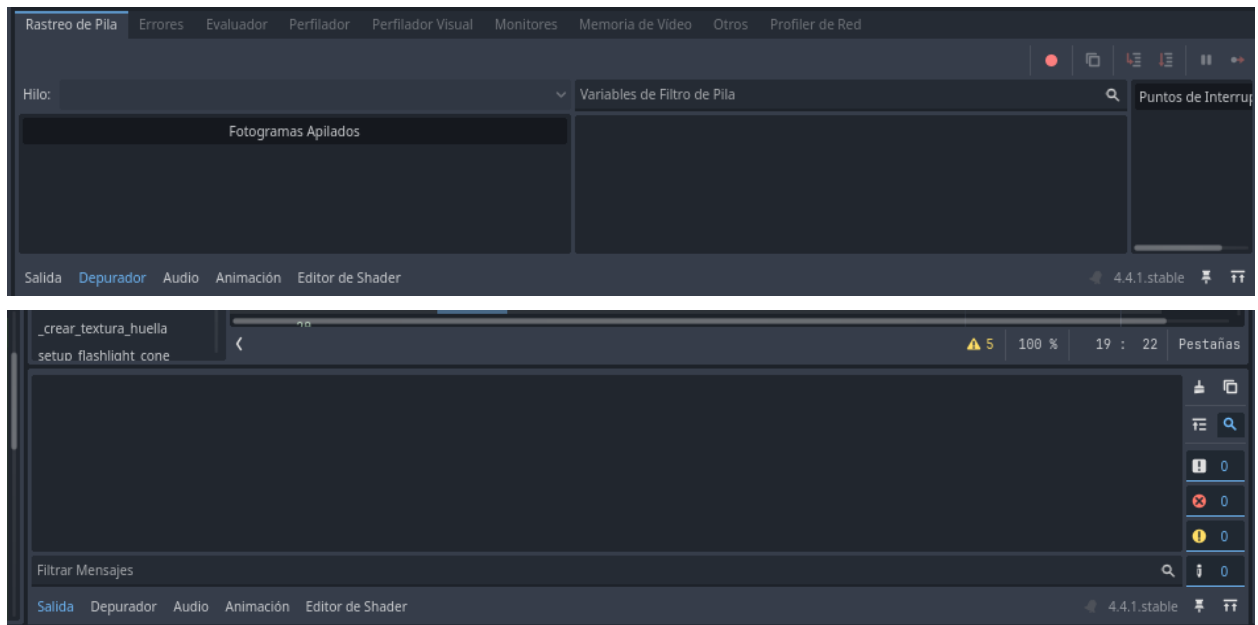 Rastreo de Pila Errores Evaluador Perfilador Perfilador Visual Monitores Memoria de Vídeo Otros Profiler de Red
Hilo: Variables de Filtro de Pila Puntos de Interrup
Fotogramas Apilados
Salida Depurador Audio Animación Editor de Shader 4.4.1.stable
_crear_textura_huella
5 100 % 19 : 22 Pestañas
setup_flashlight_cone
0
0
0
Filtrar Mensajes 0
Salida Depurador Audio Animación Editor de Shader 4.4.1.stable